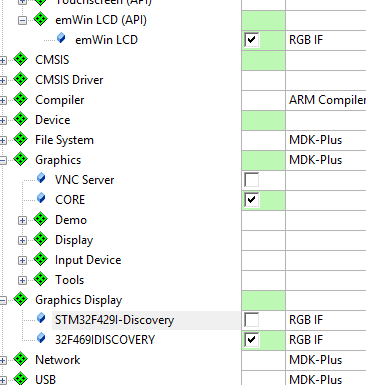 Touchscreen (API)
emWin LCD (API)
emWin LCD RGB IF
CMSIS
CMSIS Driver
Compiler ARM Compiler
Device
File System MDK-Plus
Graphics MDK-Plus
VNC Server
CORE
Demo
Display
Input Device
Tools
Graphics Display
STM32F429I-Discovery RGB IF
32F469IDISCOVERY RGB IF
Network MDK-Plus
USB MDK-Plus